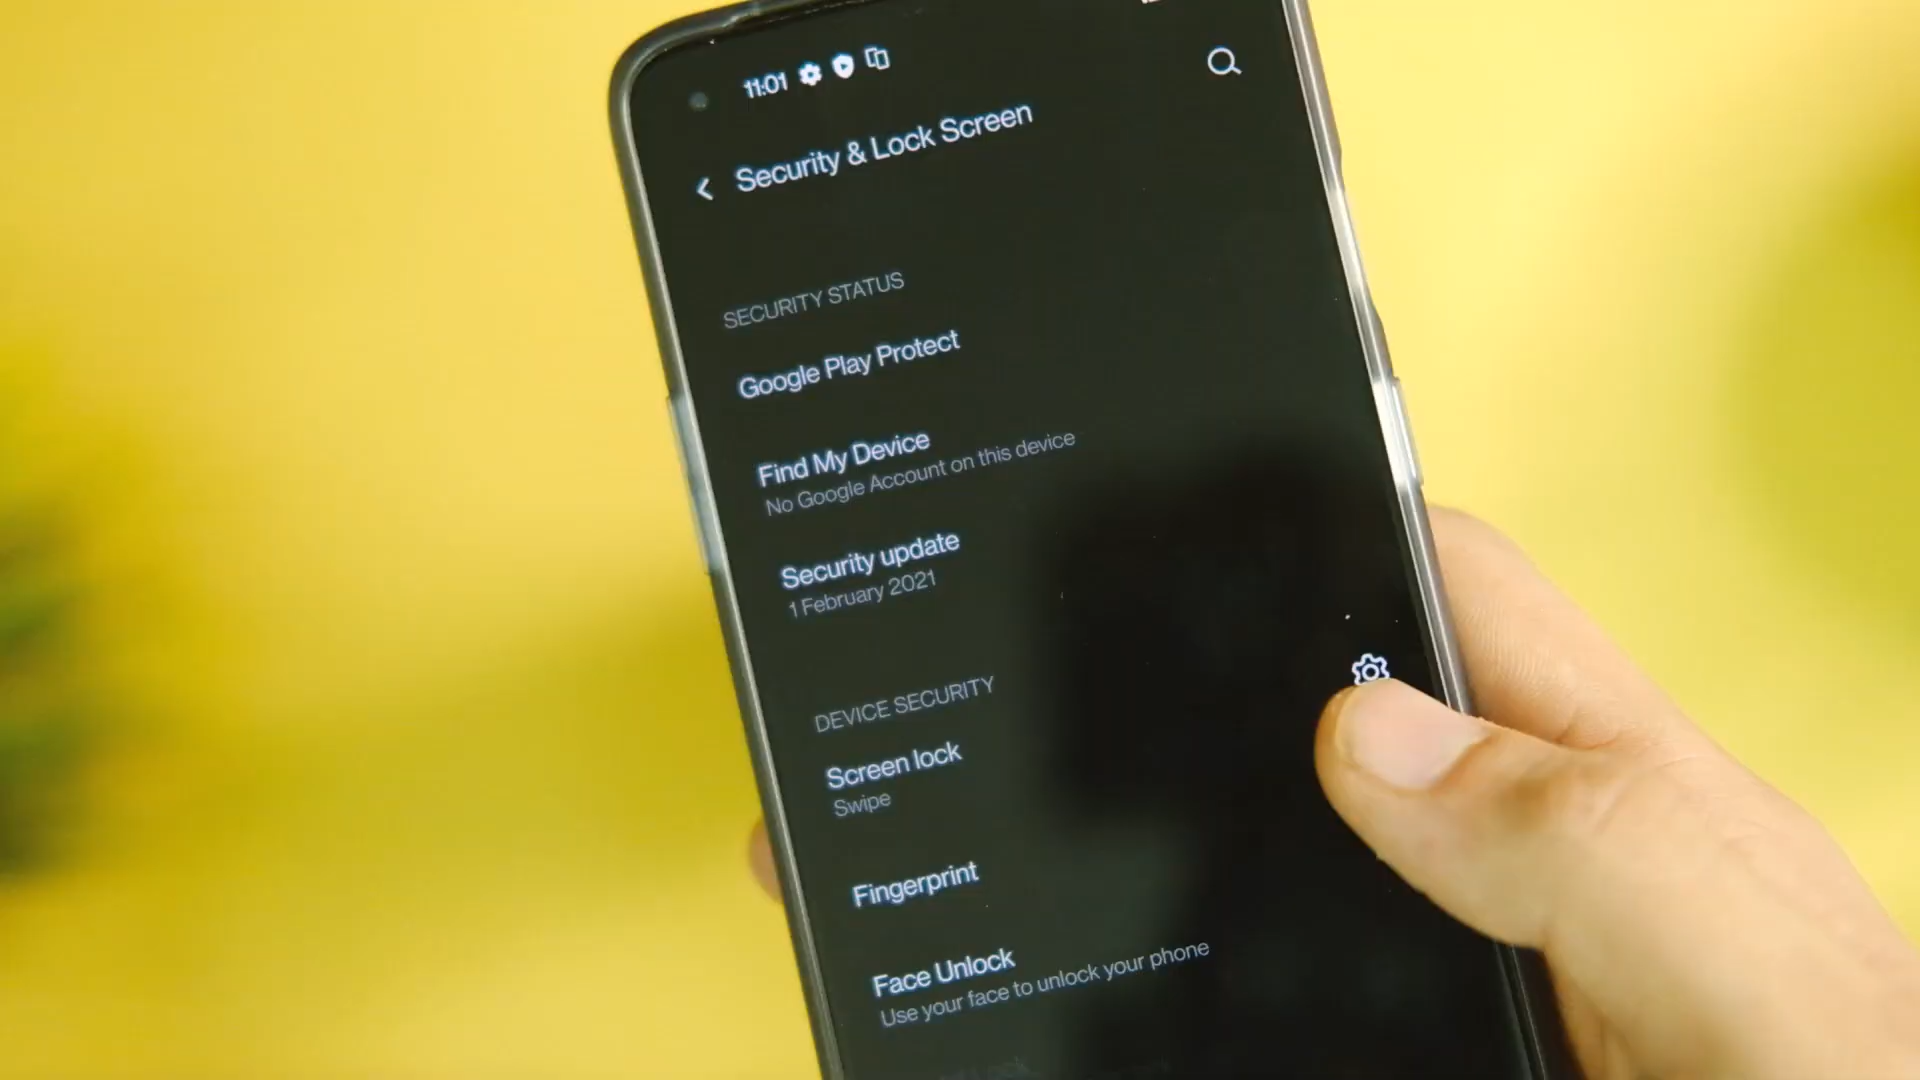 11:01
Security & Lock Screen
SECURITY STATUS
Google Play Protect
Find My Device
No Google Account on this device
Security update
1 February 2021
DEVICE SECURITY
Screen lock
Swipe
Fingerprint
Face Unlock
Use your face to unlock your phone